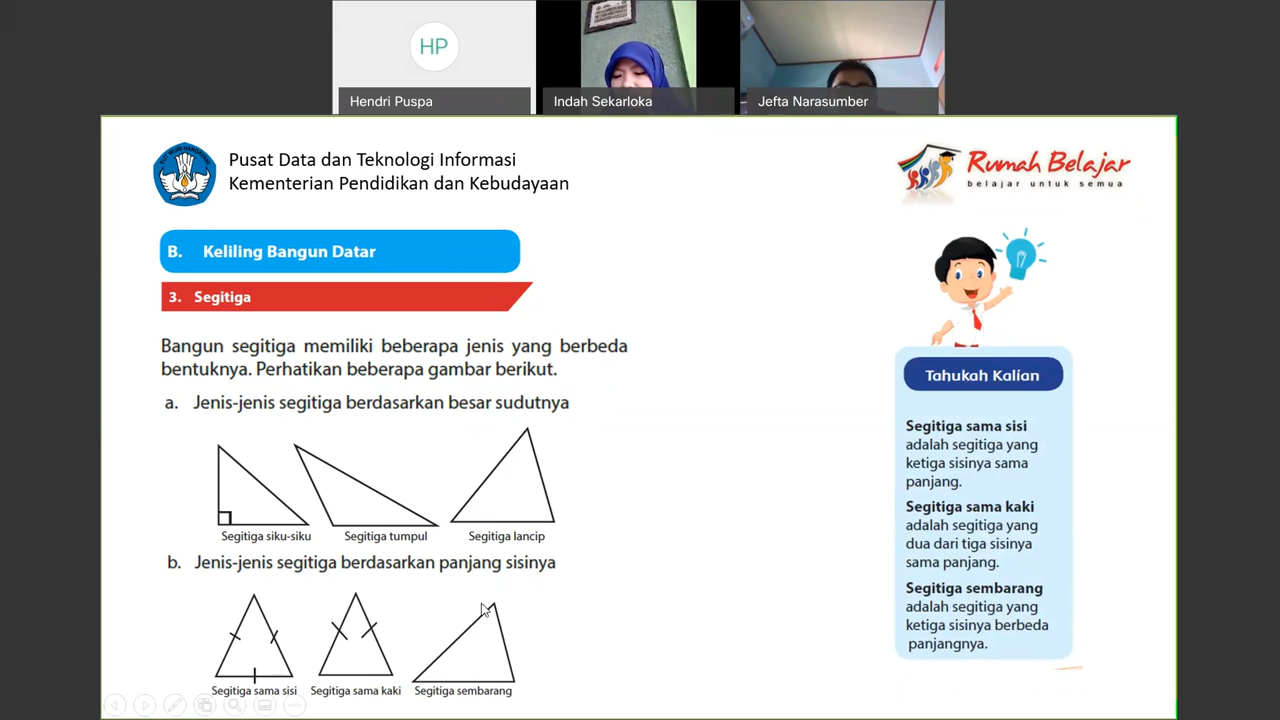 HP
Hendri Puspa
Indah Sekarloka
Jefta Narasumber
Pusat Data dan Teknologi Informasi
Kementerian Pendidikan dan Kebudayaan
Rumah Belajar
belajar untuk semua
B. Keliling Bangun Datar
3. Segitiga
Bangun segitiga memiliki beberapa jenis yang berbeda
bentuknya. Perhatikan beberapa gambar berikut.
a. Jenis-jenis segitiga berdasarkan besar sudutnya
Segitiga siku-siku
Segitiga tumpul
Segitiga lancip
b. Jenis-jenis segitiga berdasarkan panjang sisinya
Segitiga sama sisi
Segitiga sama kaki
Segitiga sembarang
Tahukah Kalian
Segitiga sama sisi
adalah segitiga yang
ketiga sisinya sama
panjang.
Segitiga sama kaki
adalah segitiga yang
dua dari tiga sisinya
sama panjang.
Segitiga sembarang
adalah segitiga yang
ketiga sisinya berbeda
panjangnya.